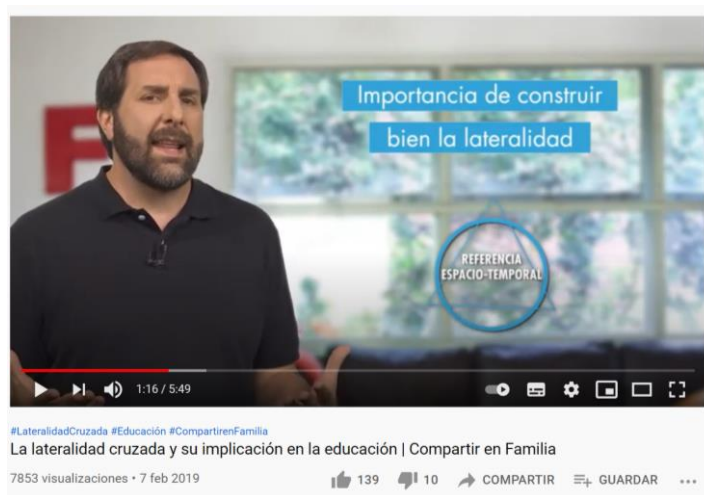 Importancia de construir
bien la lateralidad
REFERENCIA
ESPACIO-TEMPORAL
1:16 / 5:49
#LateralidadCruzada #Educación #CompartirenFamilia
La lateralidad cruzada y su implicación en la educación | Compartir en Familia
7853 visualizaciones • 7 feb 2019 139 10 COMPARTIR GUARDAR